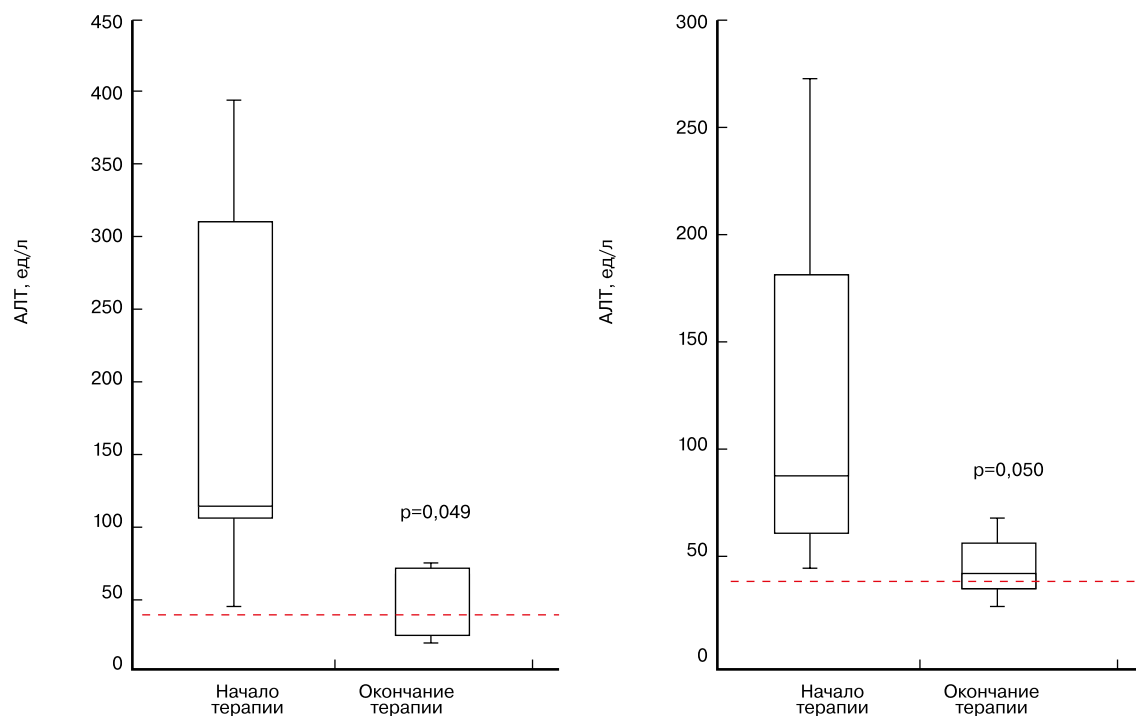 450
400
350
300
250
200
150
100
50
0
АЛТ, ед/л
p=0,049
Начало
терапии
Окончание
терапии
300
250
200
150
100
50
0
АЛТ, ед/л
p=0,050
Начало
терапии
Окончание
терапии